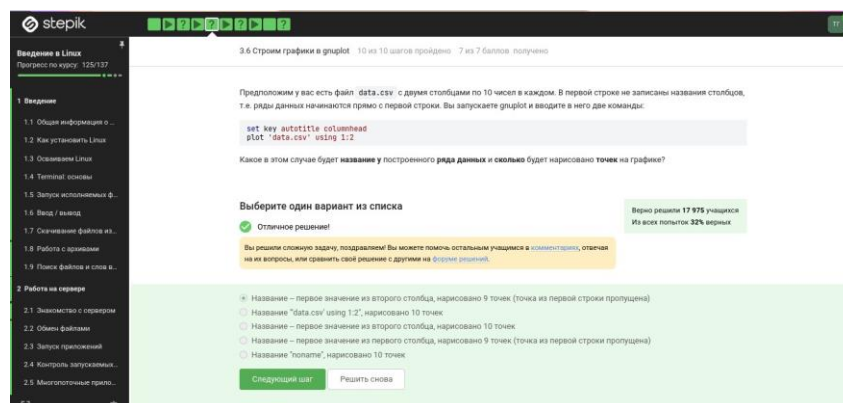 stepik
ТГ
Введение в Linux
Прогресс по курсу: 125/137
3.6 Строим графики в gnuplot 10 из 10 шагов пройдено 7 из 7 баллов получено
1 Введение
1.1 Общая информация о ...
1.2 Как установить Linux
1.3 Осваиваем Linux
1.4 Terminal: основы
1.5 Запуск исполняемых ф...
1.6 Ввод / вывод
1.7 Скачивание файлов из...
1.8 Работа с архивами
1.9 Поиск файлов и слов в...
2 Работа на сервере
2.1 Знакомство с сервером
2.2 Обмен файлами
2.3 Запуск приложений
2.4 Контроль запускаемых...
2.5 Многопоточные прило...
Предположим у вас есть файл data.csv с двумя столбцами по 10 чисел в каждом. В первой строке не записаны названия столбцов,
т.е. ряды данных начинаются прямо с первой строки. Вы запускаете gnuplot и вводите в него две команды:
set key autotitle columnhead
plot 'data.csv' using 1:2
Какое в этом случае будет название у построенного ряда данных и сколько будет нарисовано точек на графике?
Выберите один вариант из списка
Отличное решение!
Верно решили 17 975 учащихся
Из всех попыток 32% верных
Вы решили сложную задачу, поздравляем! Вы можете помочь остальным учащимся в комментариях, отвечая
на их вопросы, или сравнить своё решение с другими на форуме решений.
Название – первое значение из второго столбца, нарисовано 9 точек (точка из первой строки пропущена)
Название "'data.csv' using 1:2", нарисовано 10 точек
Название – первое значение из второго столбца, нарисовано 10 точек
Название – первое значение из первого столбца, нарисовано 9 точек (точка из первой строки пропущена)
Название "noname", нарисовано 10 точек
Следующий шаг
Решить снова